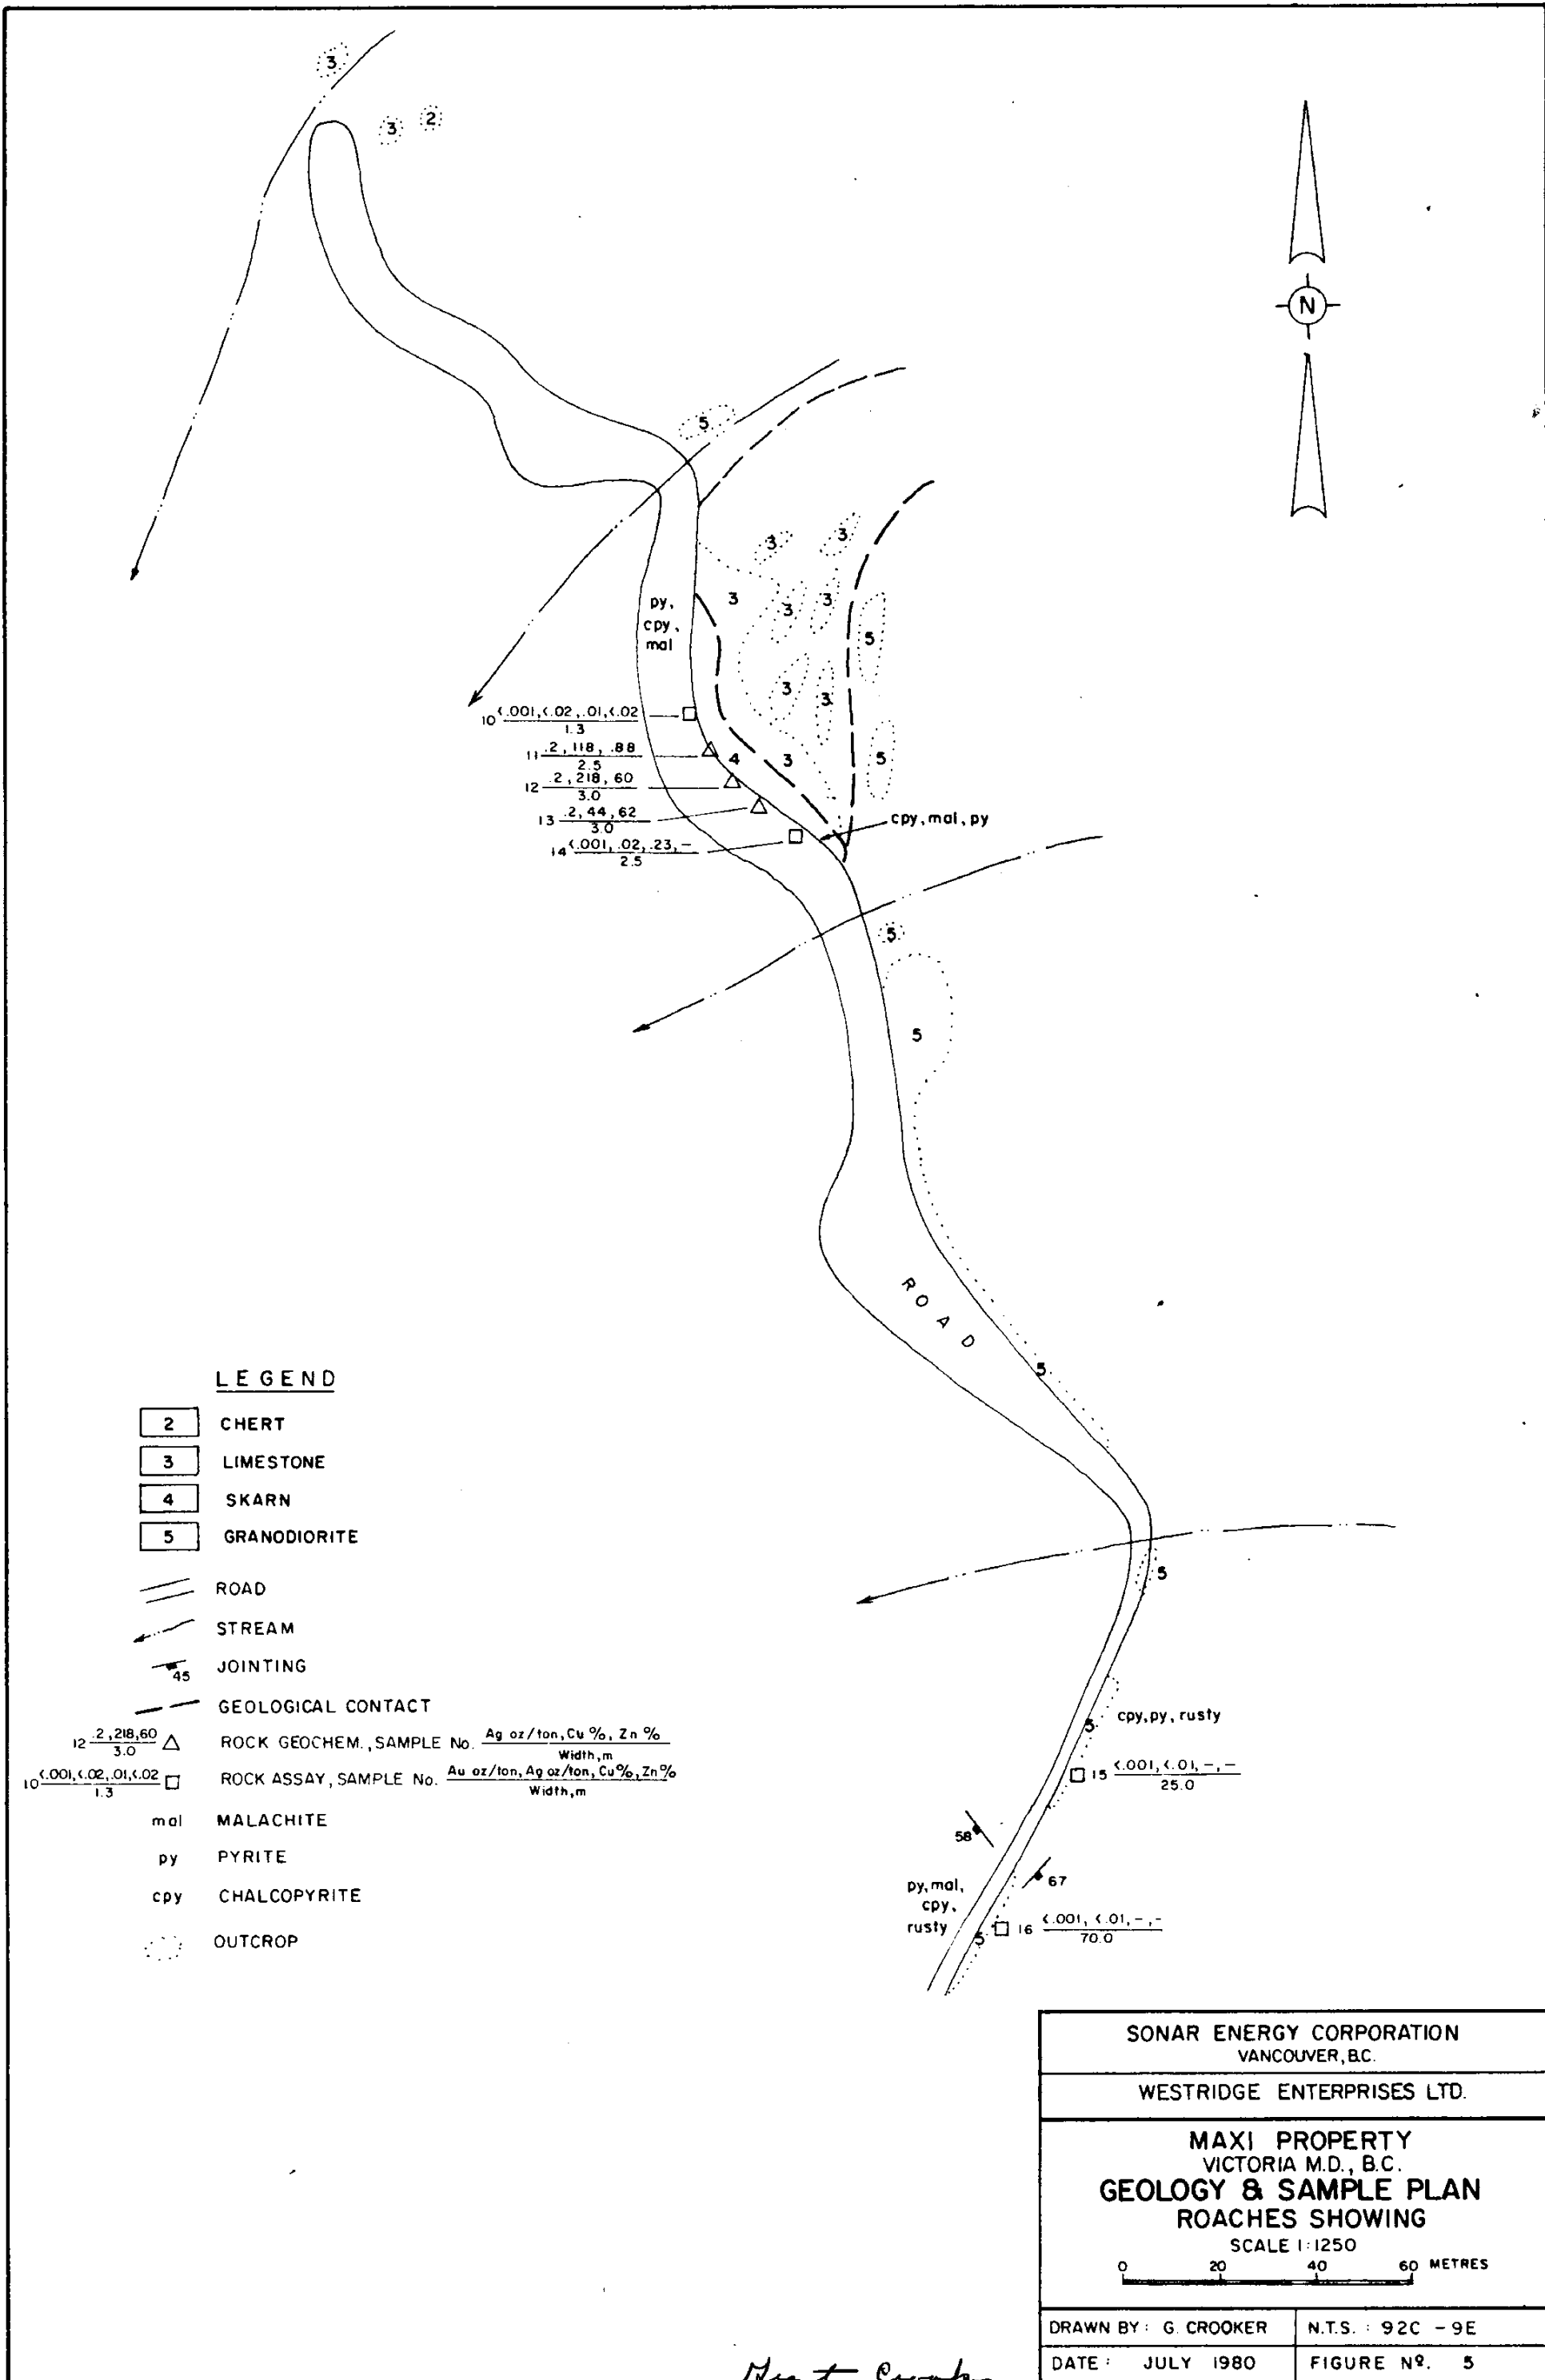 3
3
2
N
5
3
3
3
3
3
5
py,
cpy,
mal
3
3
10 <.001,<.02,.01,<.02
1.3
11 .2, 118, .88
2.5
4
3
5
12 .2, 218, 60
3.0
13 .2, 44, 62
3.0
cpy, mal, py
14 <.001, .02, .23, -
2.5
5
5
ROAD
5
5
5
cpy, py, rusty
15 <.001, <.01, -, -
25.0
58
67
py, mal,
cpy,
rusty
5
16 <.001, <.01, -, -
70.0
LEGEND
2 CHERT
3 LIMESTONE
4 SKARN
5 GRANODIORITE
ROAD
STREAM
45 JOINTING
GEOLOGICAL CONTACT
12 .2,218,60 ROCK GEOCHEM., SAMPLE No. Ag oz/ton, Cu %, Zn %
3.0 Width, m
10 <.001,<.02,.01,<.02 ROCK ASSAY, SAMPLE No. Au oz/ton, Ag oz/ton, Cu%, Zn%
1.3 Width, m
mal MALACHITE
py PYRITE
cpy CHALCOPYRITE
OUTCROP
SONAR ENERGY CORPORATION
VANCOUVER, B.C.
WESTRIDGE ENTERPRISES LTD.
MAXI PROPERTY
VICTORIA M.D., B.C.
GEOLOGY & SAMPLE PLAN
ROACHES SHOWING
SCALE 1:1250
0 20 40 60 METRES
DRAWN BY: G. CROOKER N.T.S. : 92C - 9E
DATE: JULY 1980 FIGURE Nº. 5